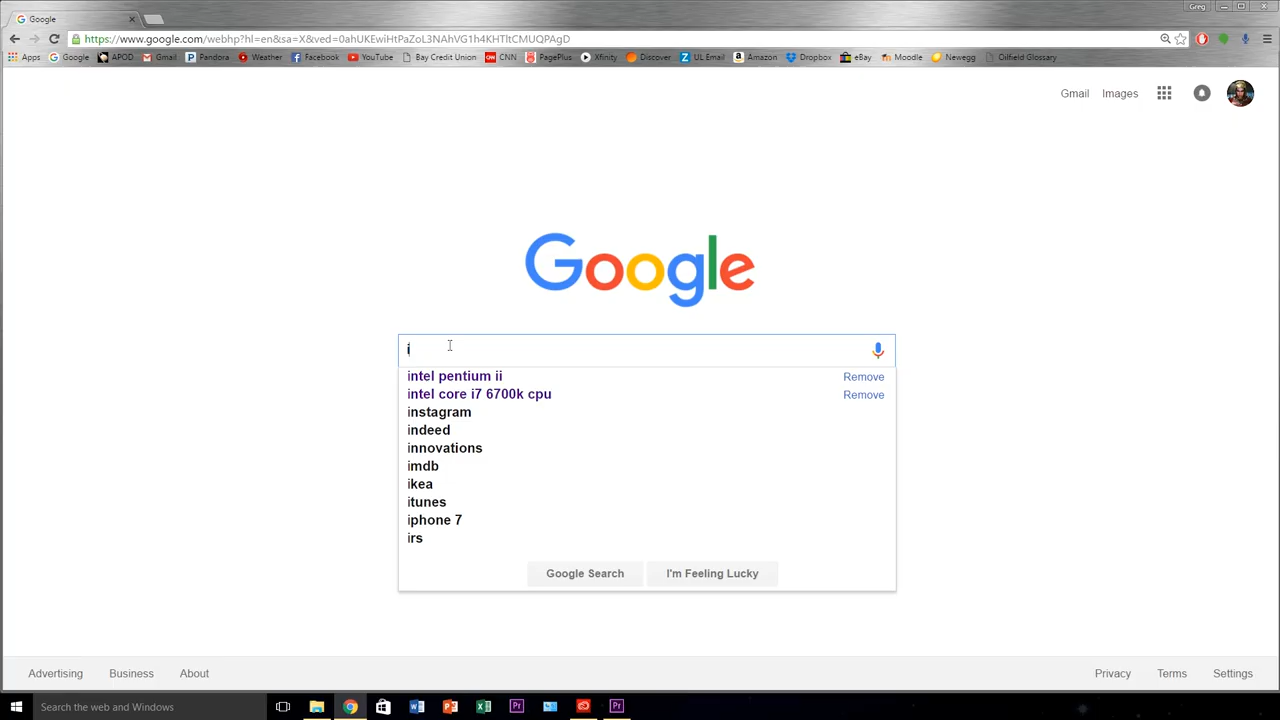 Google
Greg
https://www.google.com/webhp?hl=en&sa=X&ved=0ahUKEwiHtPaZoL3NAhVG1h4KHTItCMUQPAgD
Apps Google APOD Gmail Pandora Weather Facebook YouTube Bay Credit Union CNN PagePlus Xfinity Discover UL Email Amazon Dropbox eBay Moodle Newegg Oilfield Glossary
Gmail Images
Google
i
intel pentium ii Remove
intel core i7 6700k cpu Remove
instagram
indeed
innovations
imdb
ikea
itunes
iphone 7
irs
Google Search I'm Feeling Lucky
Advertising Business About Privacy Terms Settings
Search the web and Windows